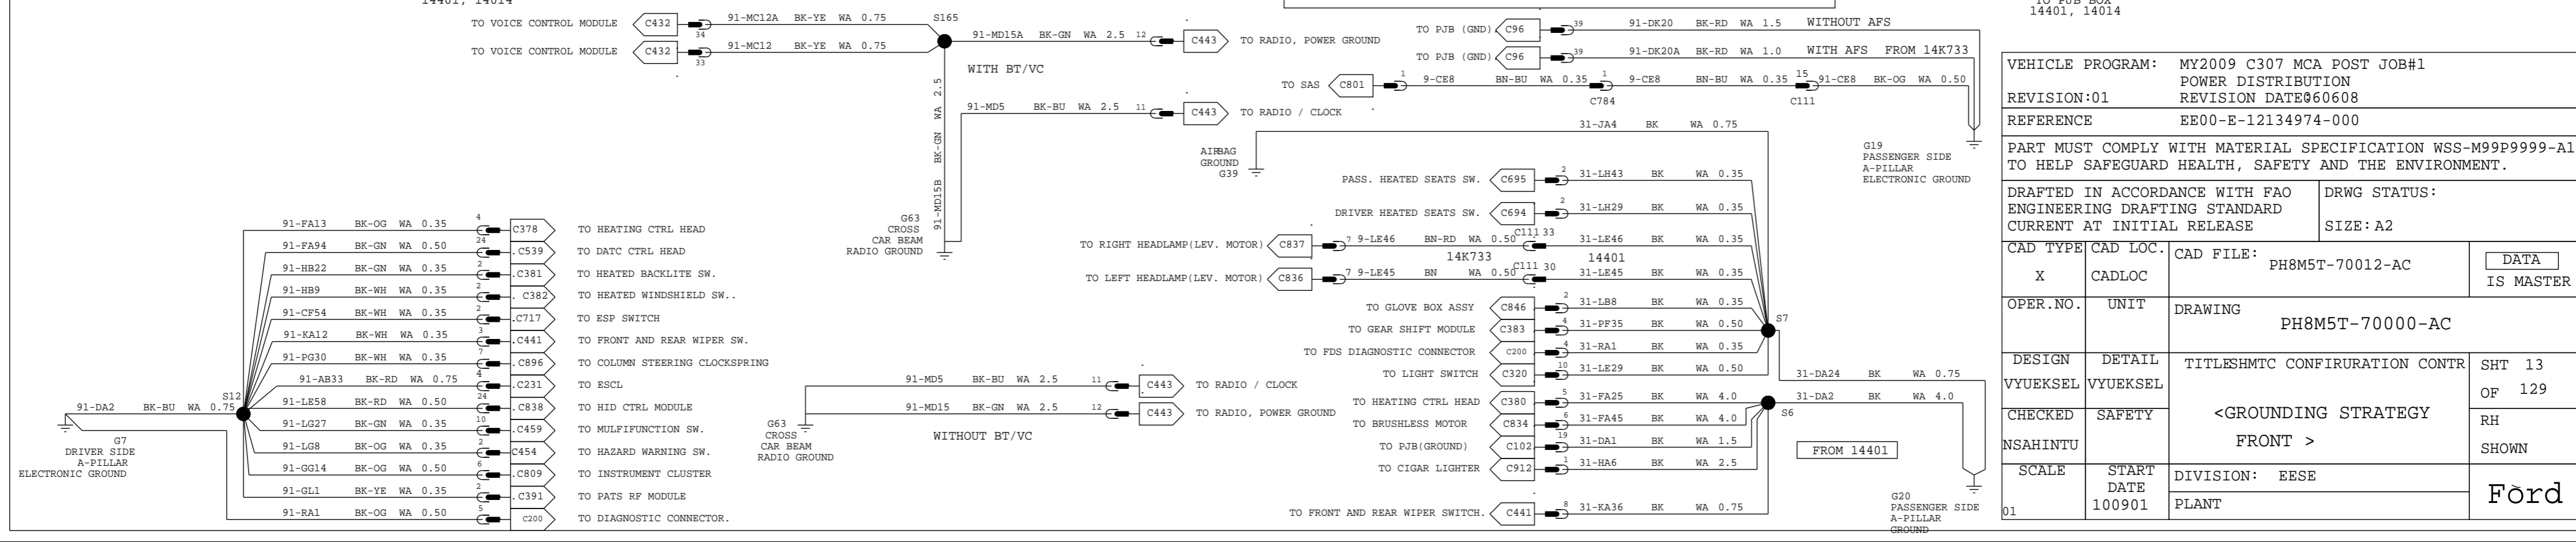 14401, 14014
TO VOICE CONTROL MODULE C432 34 91-MC12A BK-YE WA 0.75 S165
TO VOICE CONTROL MODULE C432 33 91-MC12 BK-YE WA 0.75
91-MD15A BK-GN WA 2.5 12 C443 TO RADIO, POWER GROUND
WITH BT/VC
91-MD15B BK-GN WA 2.5
91-MD5 BK-BU WA 2.5 11 C443 TO RADIO / CLOCK
G63
CROSS
CAR BEAM
RADIO GROUND
91-FA13 BK-OG WA 0.35 4 C378 TO HEATING CTRL HEAD
91-FA94 BK-GN WA 0.50 24 C539 TO DATC CTRL HEAD
91-HB22 BK-GN WA 0.35 2 C381 TO HEATED BACKLITE SW.
91-HB9 BK-WH WA 0.35 2 C382 TO HEATED WINDSHIELD SW..
91-CF54 BK-WH WA 0.35 2 C717 TO ESP SWITCH
91-KA12 BK-WH WA 0.35 3 C441 TO FRONT AND REAR WIPER SW.
91-PG30 BK-WH WA 0.35 7 C896 TO COLUMN STEERING CLOCKSPRING
91-AB33 BK-RD WA 0.75 4 C231 TO ESCL
91-LE58 BK-RD WA 0.50 24 C838 TO HID CTRL MODULE
91-LG27 BK-GN WA 0.35 10 C459 TO MULFIFUNCTION SW.
91-LG8 BK-OG WA 0.35 2 C454 TO HAZARD WARNING SW.
91-GG14 BK-OG WA 0.50 6 C809 TO INSTRUMENT CLUSTER
91-GL1 BK-YE WA 0.35 2 C391 TO PATS RF MODULE
91-RA1 BK-OG WA 0.50 5 C200 TO DIAGNOSTIC CONNECTOR.
91-DA2 BK-BU WA 0.75 S12
G7
DRIVER SIDE
A-PILLAR
ELECTRONIC GROUND
91-MD5 BK-BU WA 2.5 11 C443 TO RADIO / CLOCK
91-MD15 BK-GN WA 2.5 12 C443 TO RADIO, POWER GROUND
WITHOUT BT/VC
G63
CROSS
CAR BEAM
RADIO GROUND
TO PJB (GND) C96 39 91-DK20 BK-RD WA 1.5 WITHOUT AFS
TO PJB (GND) C96 39 91-DK20A BK-RD WA 1.0 WITH AFS FROM 14K733
TO SAS C801 1 9-CE8 BN-BU WA 0.35 1 9-CE8 BN-BU WA 0.35 15 91-CE8 BK-OG WA 0.50
C784 C111
31-JA4 BK WA 0.75
AIRBAG
GROUND
G39
G19
PASSENGER SIDE
A-PILLAR
ELECTRONIC GROUND
PASS. HEATED SEATS SW. C695 2 31-LH43 BK WA 0.35
DRIVER HEATED SEATS SW. C694 2 31-LH29 BK WA 0.35
TO RIGHT HEADLAMP(LEV. MOTOR) C837 7 9-LE46 BN-RD WA 0.50 C111 33 31-LE46 BK WA 0.35
14K733 14401
TO LEFT HEADLAMP(LEV. MOTOR) C836 7 9-LE45 BN WA 0.50 C111 30 31-LE45 BK WA 0.35
TO GLOVE BOX ASSY C846 2 31-LB8 BK WA 0.35
TO GEAR SHIFT MODULE C383 4 31-PF35 BK WA 0.50 S7
TO FDS DIAGNOSTIC CONNECTOR C200 4 31-RA1 BK WA 0.35
TO LIGHT SWITCH C320 10 31-LE29 BK WA 0.50
31-DA24 BK WA 0.75
TO HEATING CTRL HEAD C380 5 31-FA25 BK WA 4.0
31-DA2 BK WA 4.0
S6
TO BRUSHLESS MOTOR C834 6 31-FA45 BK WA 4.0
TO PJB(GROUND) C102 19 31-DA1 BK WA 1.5
FROM 14401
TO CIGAR LIGHTER C912 1 31-HA6 BK WA 2.5
TO FRONT AND REAR WIPER SWITCH. C441 8 31-KA36 BK WA 0.75
G20
PASSENGER SIDE
A-PILLAR
GROUND
TO PJB BOX
14401, 14014
VEHICLE PROGRAM: MY2009 C307 MCA POST JOB#1
POWER DISTRIBUTION
REVISION:01 REVISION DATE060608
REFERENCE EE00-E-12134974-000
PART MUST COMPLY WITH MATERIAL SPECIFICATION WSS-M99P9999-A1
TO HELP SAFEGUARD HEALTH, SAFETY AND THE ENVIRONMENT.
DRAFTED IN ACCORDANCE WITH FAO
ENGINEERING DRAFTING STANDARD
CURRENT AT INITIAL RELEASE
DRWG STATUS:
SIZE: A2
CAD TYPE
X
CAD LOC.
CADLOC
CAD FILE: PH8M5T-70012-AC
DATA
IS MASTER
OPER.NO. UNIT
DRAWING
PH8M5T-70000-AC
DESIGN DETAIL
VYUEKSEL VYUEKSEL
TITLESHMTC CONFIRURATION CONTR
<GROUNDING STRATEGY
FRONT >
SHT 13
OF 129
RH
SHOWN
CHECKED SAFETY
NSAHINTU
SCALE
01
START
DATE
100901
DIVISION: EESE
PLANT
Ford